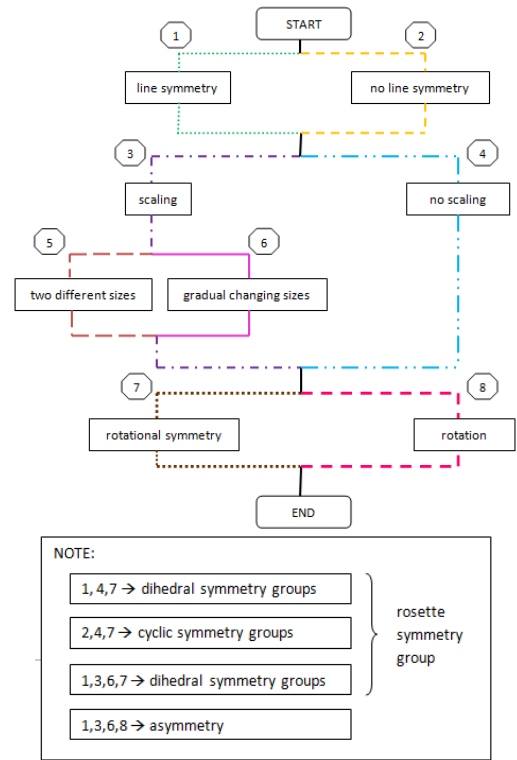 START
1
2
line symmetry
no line symmetry
3
4
scaling
no scaling
5
6
two different sizes
gradual changing sizes
7
8
rotational symmetry
rotation
END
NOTE:
1, 4,7 → dihedral symmetry groups
2,4,7 → cyclic symmetry groups
1,3,6,7 → dihedral symmetry groups
1,3,6,8 → asymmetry
rosette
symmetry
group